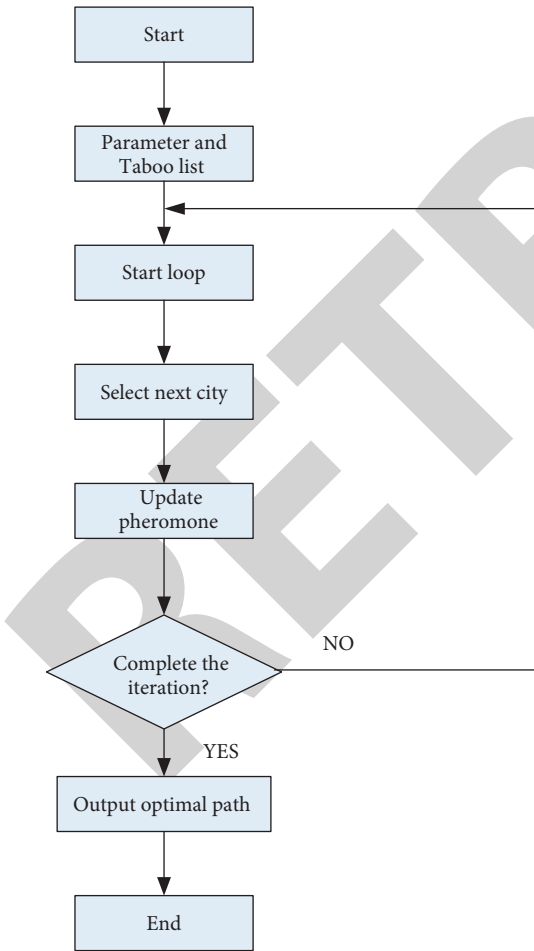 Start
Parameter and
Taboo list
Start loop
Select next city
Update
pheromone
Complete the
iteration?
NO
YES
Output optimal path
End